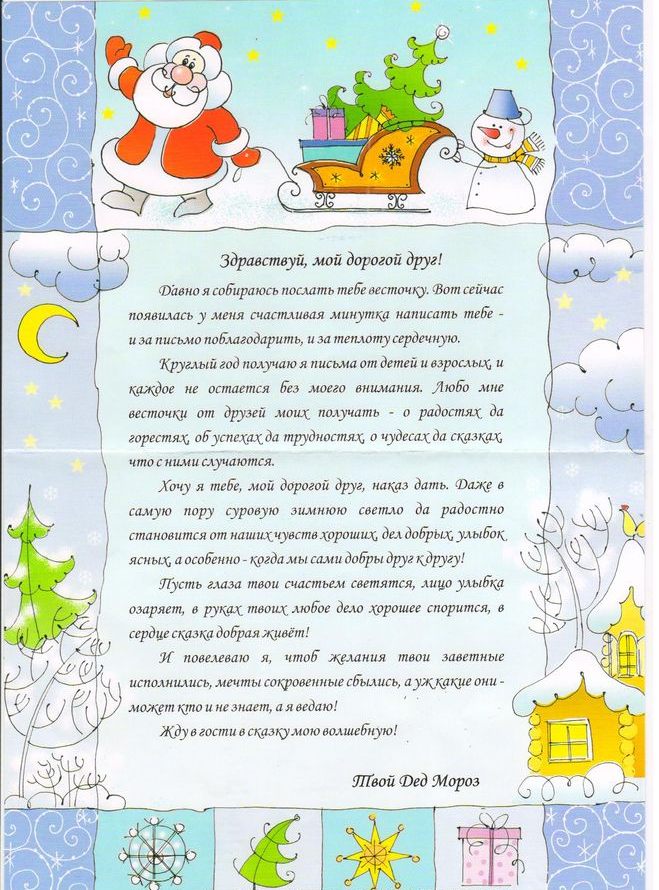 Здравствуй, мой дорогой друг!
Давно я собираюсь послать тебе весточку. Вот сейчас
появилась у меня счастливая минутка написать тебе -
и за письмо поблагодарить, и за теплоту сердечную.
Круглый год получаю я письма от детей и взрослых, и
каждое не остается без моего внимания. Любо мне
весточки от друзей моих получать - о радостях да
горестях, об успехах да трудностях, о чудесах да сказках,
что с ними случаются.
Хочу я тебе, мой дорогой друг, наказ дать. Даже в
самую пору суровую зимнюю светло да радостно
становится от наших чувств хороших, дел добрых, улыбок
ясных, а особенно - когда мы сами добры друг к другу!
Пусть глаза твои счастьем светятся, лицо улыбка
озаряет, в руках твоих любое дело хорошее спорится, в
сердце сказка добрая живёт!
И повелеваю я, чтоб желания твои заветные
исполнились, мечты сокровенные сбылись, а уж какие они -
может кто и не знает, а я ведаю!
Жду в гости в сказку мою волшебную!
Твой Дед Мороз